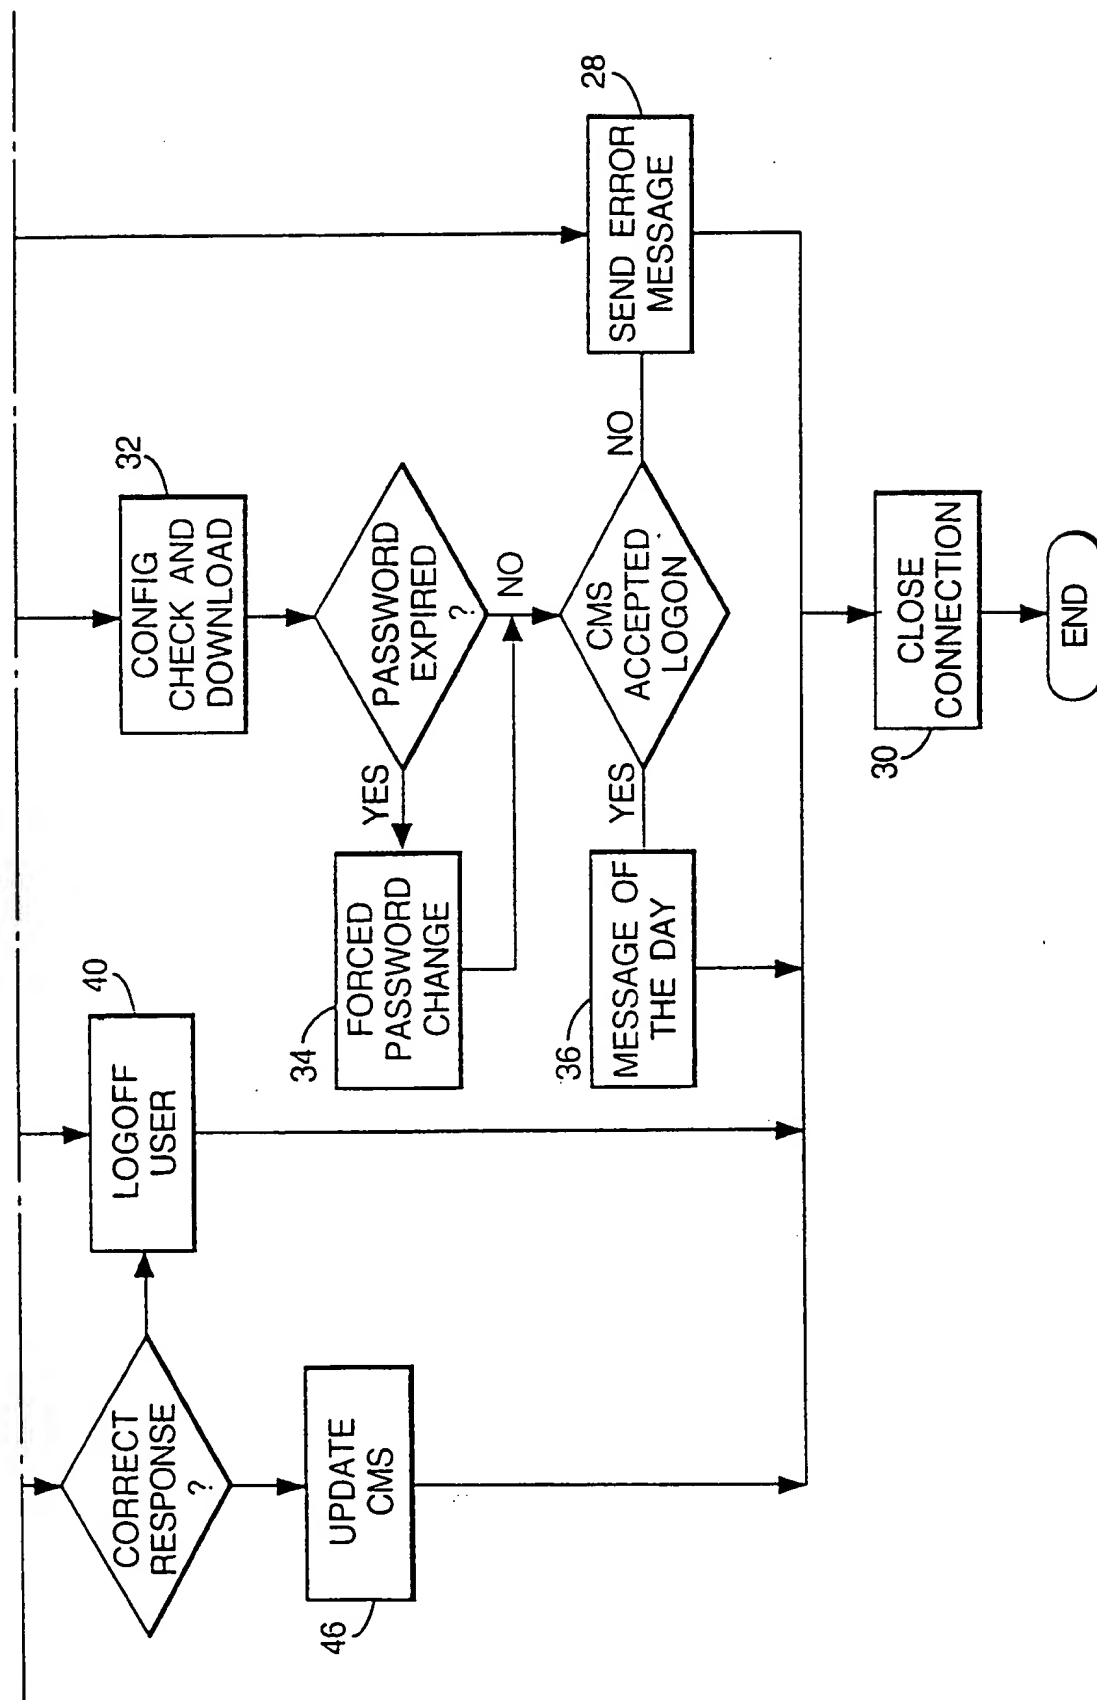 CORRECT
RESPONSE
?
LOGOFF
USER
40
UPDATE
CMS
46
CONFIG
CHECK AND
DOWNLOAD
32
PASSWORD
EXPIRED
?
YES
NO
FORCED
PASSWORD
CHANGE
34
CMS
ACCEPTED
LOGON
YES
NO
MESSAGE OF
THE DAY
36
SEND ERROR
MESSAGE
28
CLOSE
CONNECTION
30
END